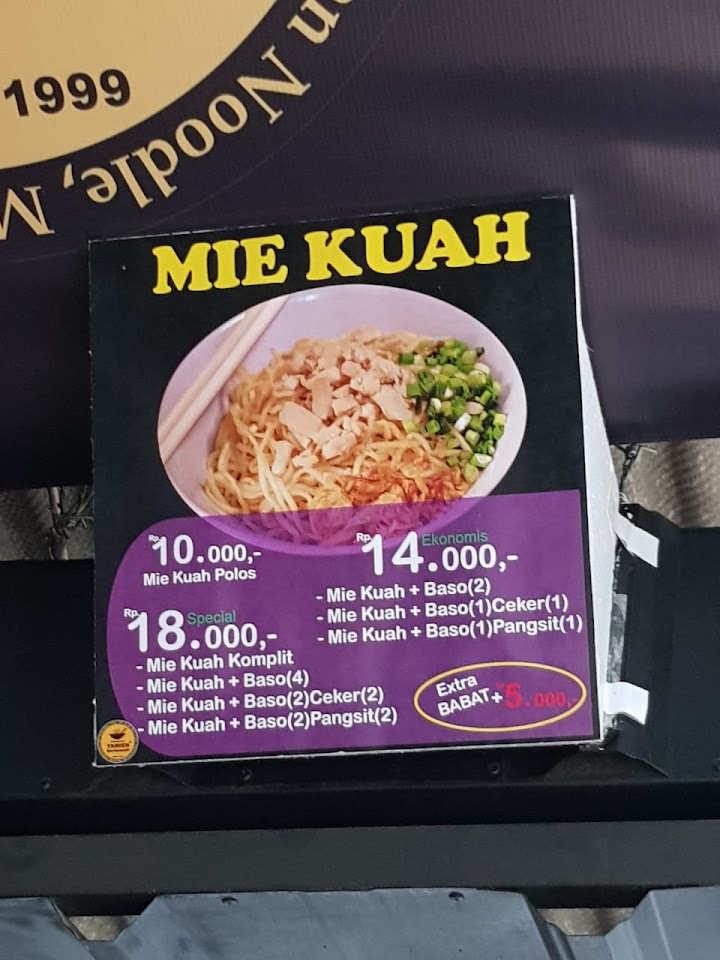 1999
on Noodle, M
MIE KUAH
Rp. 10.000,-
Mie Kuah Polos
Ekonomis
Rp. 14.000,-
- Mie Kuah + Baso(2)
- Mie Kuah + Baso(1)Ceker(1)
- Mie Kuah + Baso(1)Pangsit(1)
Special
Rp. 18.000,-
- Mie Kuah Komplit
- Mie Kuah + Baso(4)
- Mie Kuah + Baso(2)Ceker(2)
- Mie Kuah + Baso(2)Pangsit(2)
Extra
BABAT + 5.000,-
YAMIEN